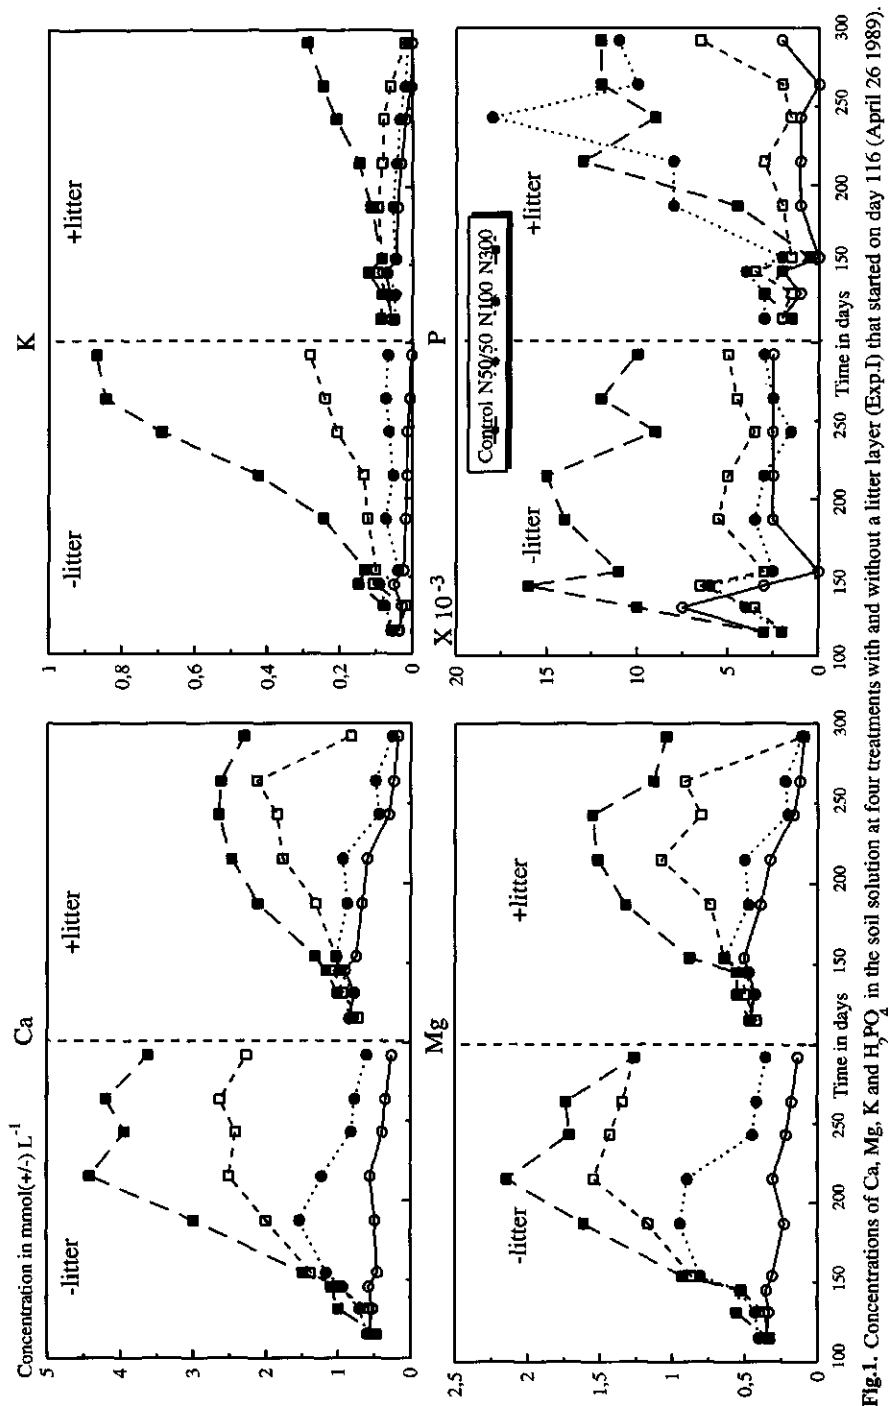 Concentration in mmol(+/-) L⁻¹
Ca
-litter
+litter
5
4
3
2
1
0
K
-litter
+litter
1
0,8
0,6
0,4
0,2
0
Mg
-litter
+litter
2,5
2
1,5
1
0,5
0
100
150
200
250
Time in days
150
200
250
300
X 10⁻³
P
-litter
+litter
20
15
10
5
0
100
150
200
250
Time in days
150
200
250
300
Control N50/50 N100 N300
Fig.1. Concentrations of Ca, Mg, K and H₂PO₄ in the soil solution at four treatments with and without a litter layer (Exp.I) that started on day 116 (April 26 1989).